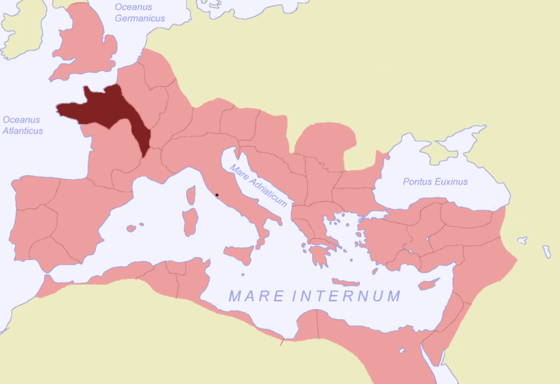 Oceanus
Germanicus
Oceanus
Atlanticus
Mare Adriaticum
Pontus Euxinus
MARE INTERNUM